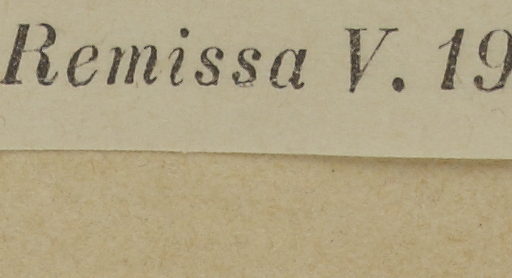 Remissa V. 19